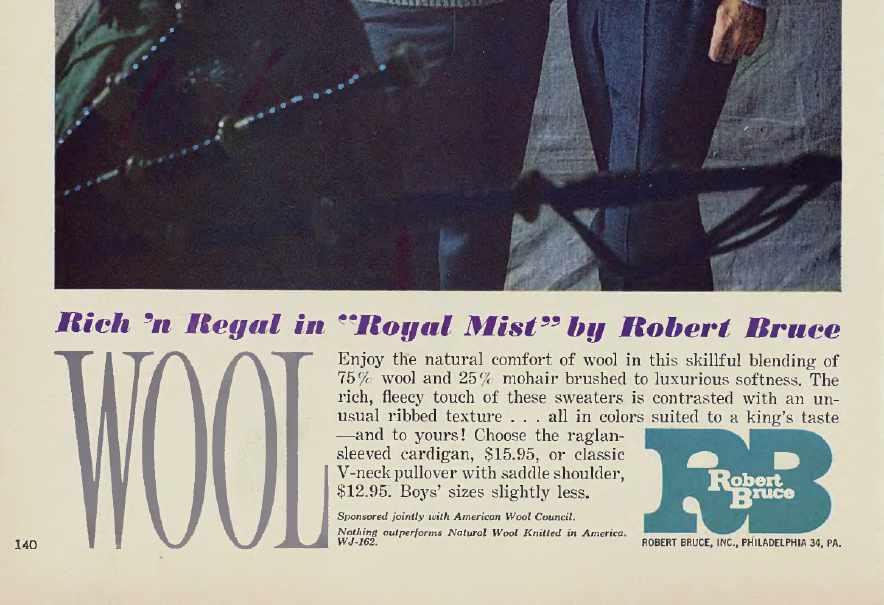 Rich 'n Regal in "Royal Mist" by Robert Bruce
WOOL
Enjoy the natural comfort of wool in this skillful blending of
75% wool and 25% mohair brushed to luxurious softness. The
rich, fleecy touch of these sweaters is contrasted with an un-
usual ribbed texture . . . all in colors suited to a king's taste
—and to yours! Choose the raglan-
sleeved cardigan, $15.95, or classic
V-neck pullover with saddle shoulder,
$12.95. Boys' sizes slightly less.
Sponsored jointly with American Wool Council.
Nothing outperforms Natural Wool Knitted in America.
WJ-162.
RB
Robert
Bruce
ROBERT BRUCE, INC., PHILADELPHIA 34, PA.
140